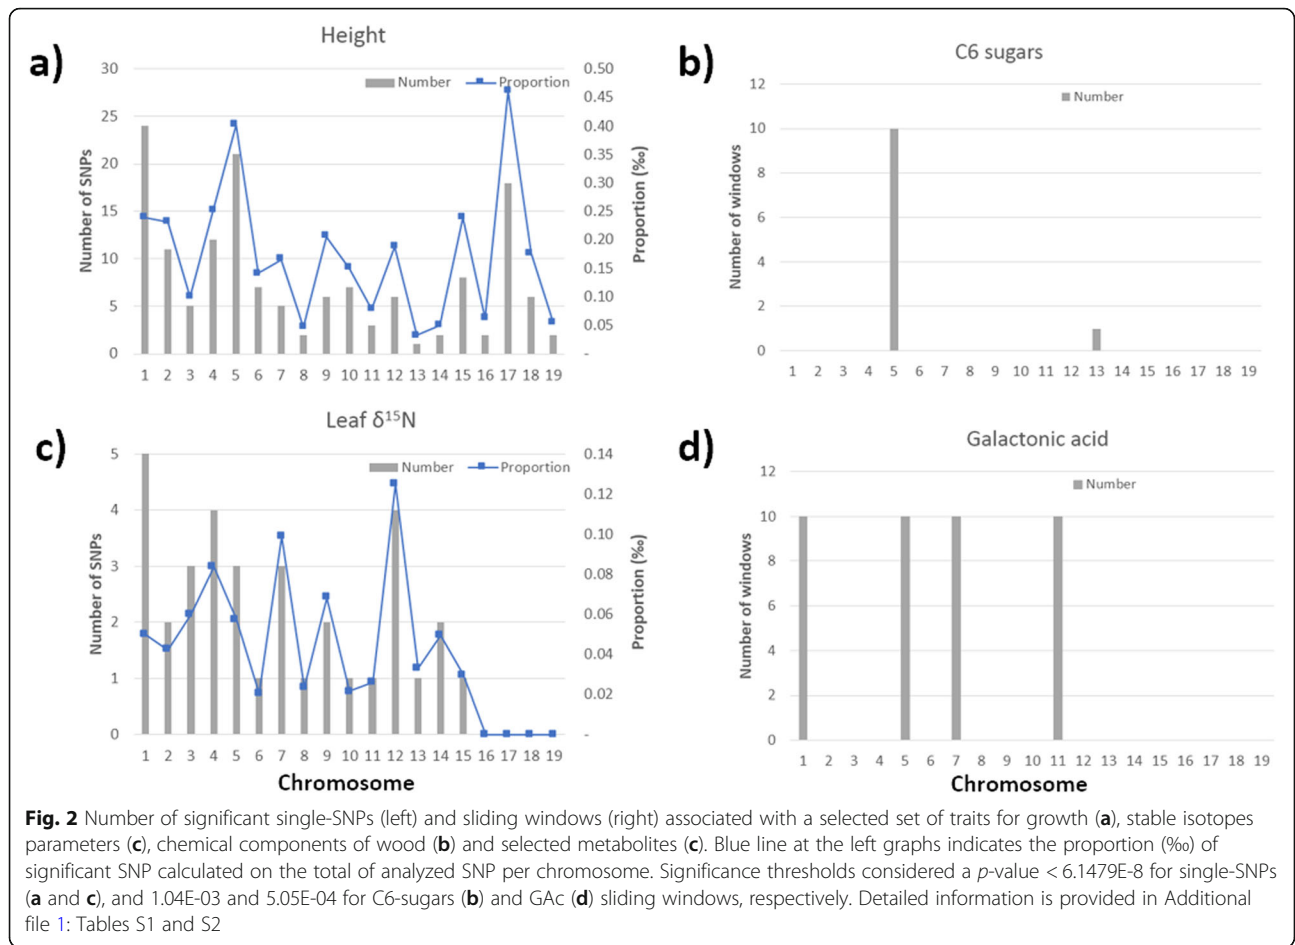 a)
Height
Number
Proportion
30
25
20
15
10
5
0
Number of SNPs
0.50
0.45
0.40
0.35
0.30
0.25
0.20
0.15
0.10
0.05
-
Proportion (‰)
1 2 3 4 5 6 7 8 9 10 11 12 13 14 15 16 17 18 19
b)
C6 sugars
Number
12
10
8
6
4
2
0
Number of windows
1 2 3 4 5 6 7 8 9 10 11 12 13 14 15 16 17 18 19
c)
Leaf δ¹⁵N
Number
Proportion
5
4
3
2
1
0
Number of SNPs
0.14
0.12
0.10
0.08
0.06
0.04
0.02
-
Proportion (‰)
1 2 3 4 5 6 7 8 9 10 11 12 13 14 15 16 17 18 19
Chromosome
d)
Galactonic acid
Number
12
10
8
6
4
2
0
Number of windows
1 2 3 4 5 6 7 8 9 10 11 12 13 14 15 16 17 18 19
Chromosome
Fig. 2 Number of significant single-SNPs (left) and sliding windows (right) associated with a selected set of traits for growth (a), stable isotopes
parameters (c), chemical components of wood (b) and selected metabolites (c). Blue line at the left graphs indicates the proportion (‰) of
significant SNP calculated on the total of analyzed SNP per chromosome. Significance thresholds considered a p-value < 6.1479E-8 for single-SNPs
(a and c), and 1.04E-03 and 5.05E-04 for C6-sugars (b) and GAc (d) sliding windows, respectively. Detailed information is provided in Additional
file 1: Tables S1 and S2